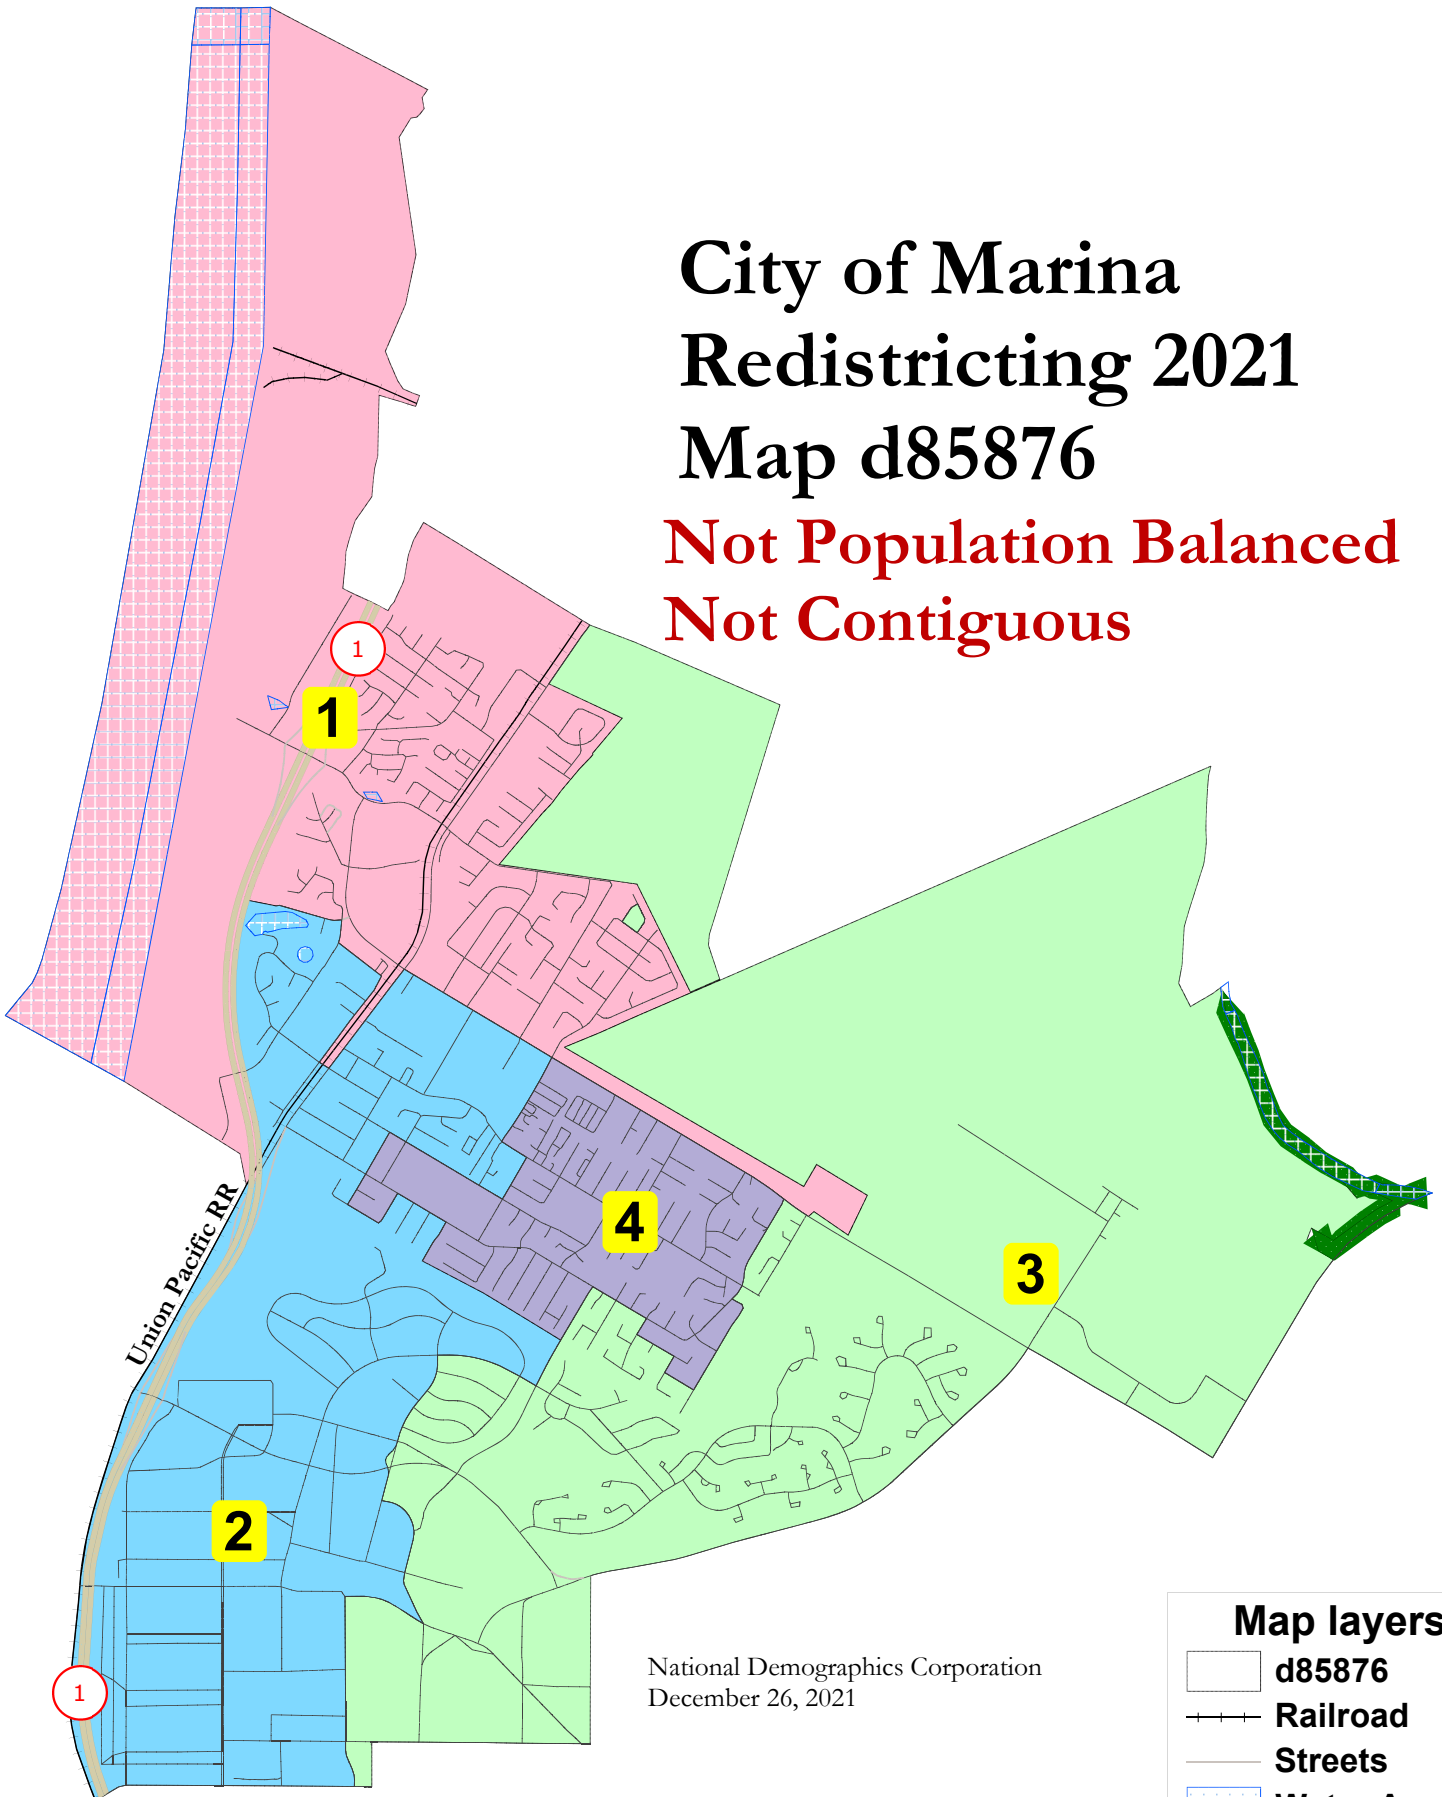 City of Marina
Redistricting 2021
Map d85876
Not Population Balanced
Not Contiguous
1
1
4
3
Union Pacific RR
2
1
National Demographics Corporation
December 26, 2021
Map layers
d85876
Railroad
Streets